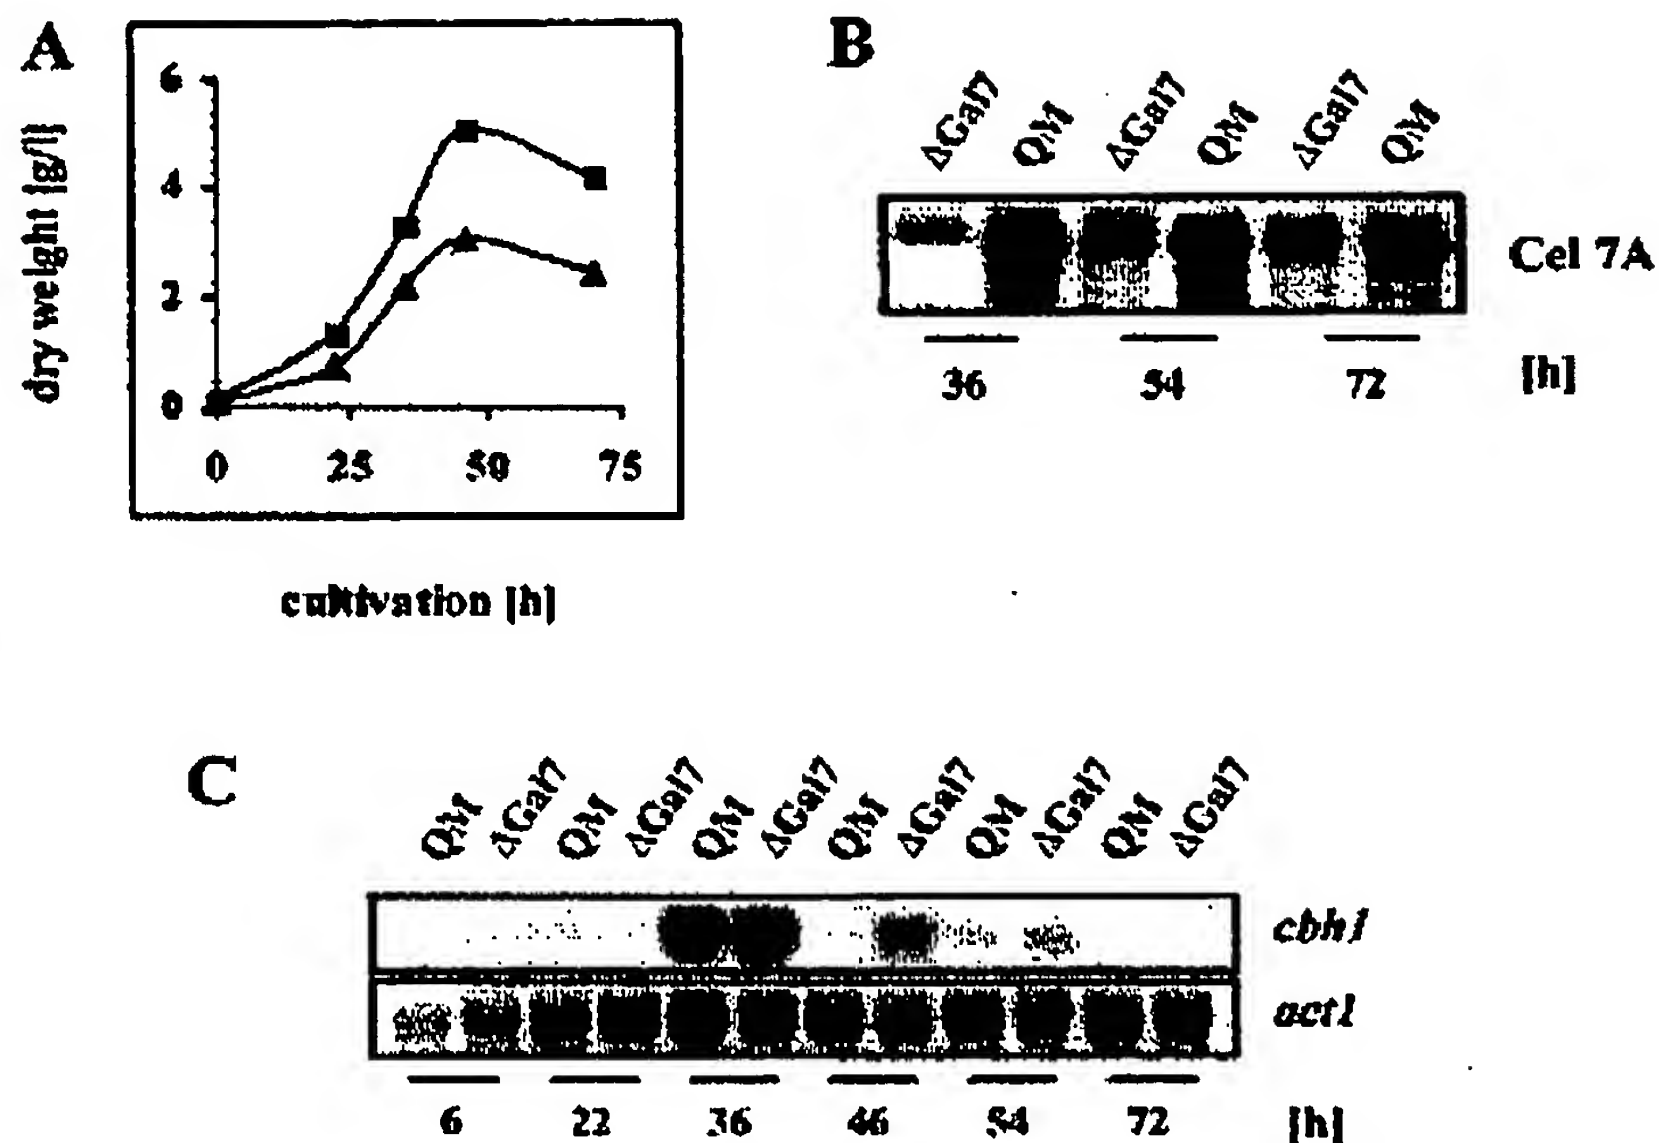 A
6
4
2
0
dry weight [g/l]
0 25 50 75
cultivation [h]
B
ΔGal7 QM ΔGal7 QM ΔGal7 QM
Cel 7A
36 54 72 [h]
C
QM ΔGal7 QM ΔGal7 QM ΔGal7 QM ΔGal7 QM ΔGal7 QM ΔGal7
cbh1
act1
6 22 36 46 54 72 [h]